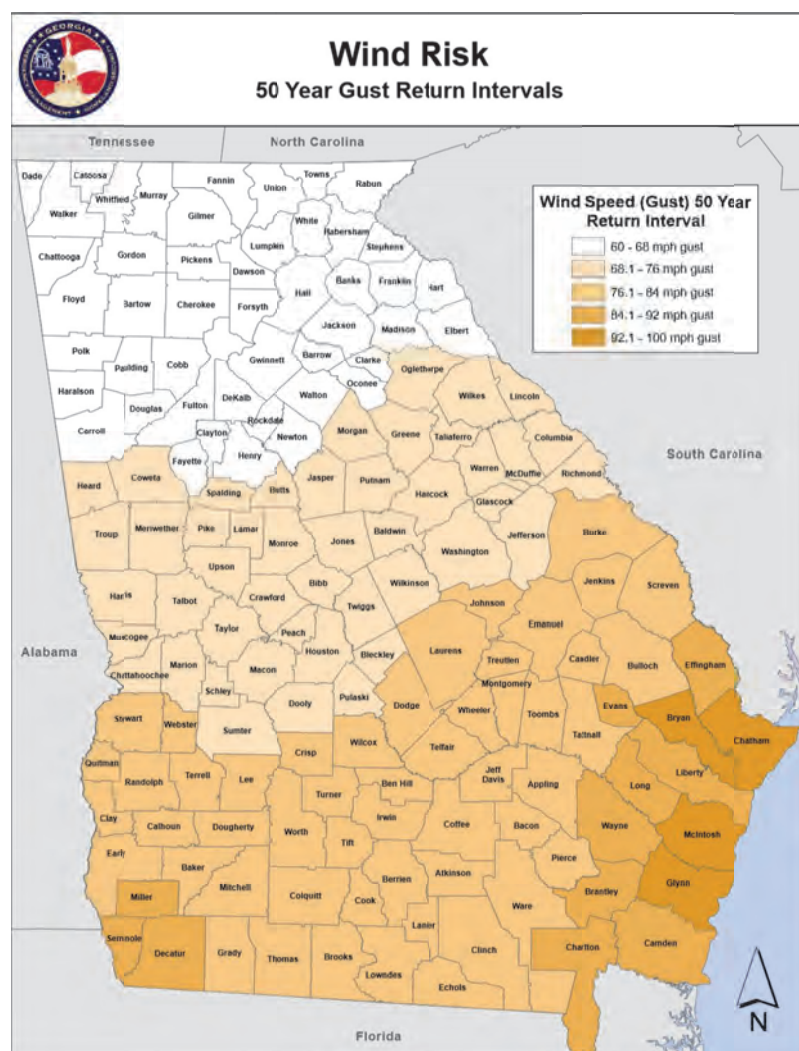 GEORGIA
Wind Risk
50 Year Gust Return Intervals
Tennessee
North Carolina
Dade
Catoosa
Whitfield
Murray
Fannin
Union
Towns
Rabun
Walker
Gilmer
White
Habersham
Lumpkin
Stephens
Chattooga
Gordon
Pickens
Dawson
Hall
Banks
Franklin
Hart
Floyd
Bartow
Cherokee
Forsyth
Jackson
Madison
Elbert
Polk
Paulding
Cobb
Gwinnett
Barrow
Clarke
Oconee
Oglethorpe
Haralson
Douglas
Fulton
DeKalb
Walton
Wilkes
Lincoln
Carroll
Clayton
Rockdale
Newton
Morgan
Greene
Taliaferro
Columbia
Fayette
Henry
Warren
McDuffie
Richmond
Heard
Coweta
Spalding
Butts
Jasper
Putnam
Hancock
Glascock
Troup
Meriwether
Pike
Lamar
Monroe
Jones
Baldwin
Washington
Jefferson
Burke
Upson
Bibb
Wilkinson
Jenkins
Screven
Harris
Talbot
Crawford
Twiggs
Johnson
Emanuel
Muscogee
Taylor
Peach
Houston
Bleckley
Laurens
Treutlen
Candler
Bulloch
Effingham
Chattahoochee
Marion
Macon
Schley
Dooly
Pulaski
Dodge
Montgomery
Wheeler
Toombs
Evans
Bryan
Chatham
Stewart
Webster
Sumter
Crisp
Wilcox
Telfair
Tattnall
Quitman
Randolph
Terrell
Lee
Turner
Ben Hill
Jeff
Davis
Appling
Long
Liberty
Clay
Calhoun
Dougherty
Worth
Irwin
Tift
Coffee
Bacon
Wayne
McIntosh
Early
Baker
Mitchell
Colquitt
Berrien
Cook
Atkinson
Pierce
Ware
Brantley
Glynn
Miller
Seminole
Decatur
Grady
Thomas
Brooks
Lanier
Lowndes
Clinch
Echols
Charlton
Camden
Wind Speed (Gust) 50 Year
Return Interval
60 - 68 mph gust
68.1 - 76 mph gust
76.1 - 84 mph gust
84.1 - 92 mph gust
92.1 - 100 mph gust
South Carolina
Alabama
Florida
N